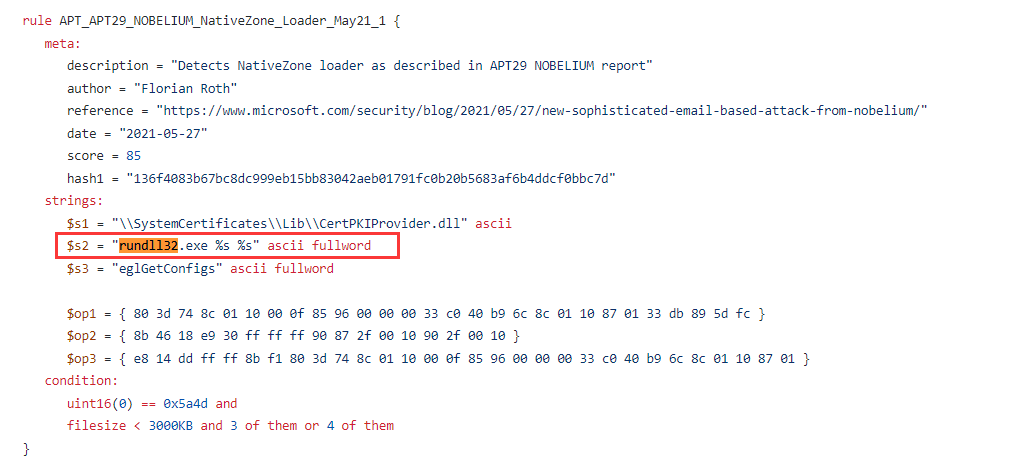 rule APT_APT29_NOBELIUM_NativeZone_Loader_May21_1 {
meta:
description = "Detects NativeZone loader as described in APT29 NOBELIUM report"
author = "Florian Roth"
reference = "https://www.microsoft.com/security/blog/2021/05/27/new-sophisticated-email-based-attack-from-nobelium/"
date = "2021-05-27"
score = 85
hash1 = "136f4083b67bc8dc999eb15bb83042aeb01791fc0b20b5683af6b4ddcf0bbc7d"
strings:
$s1 = "\\SystemCertificates\\Lib\\CertPKIProvider.dll" ascii
$s2 = "rundll32.exe %s %s" ascii fullword
$s3 = "eglGetConfigs" ascii fullword
$op1 = { 80 3d 74 8c 01 10 00 0f 85 96 00 00 00 33 c0 40 b9 6c 8c 01 10 87 01 33 db 89 5d fc }
$op2 = { 8b 46 18 e9 30 ff ff ff 90 87 2f 00 10 90 2f 00 10 }
$op3 = { e8 14 dd ff ff 8b f1 80 3d 74 8c 01 10 00 0f 85 96 00 00 00 33 c0 40 b9 6c 8c 01 10 87 01 }
condition:
uint16(0) == 0x5a4d and
filesize < 3000KB and 3 of them or 4 of them
}